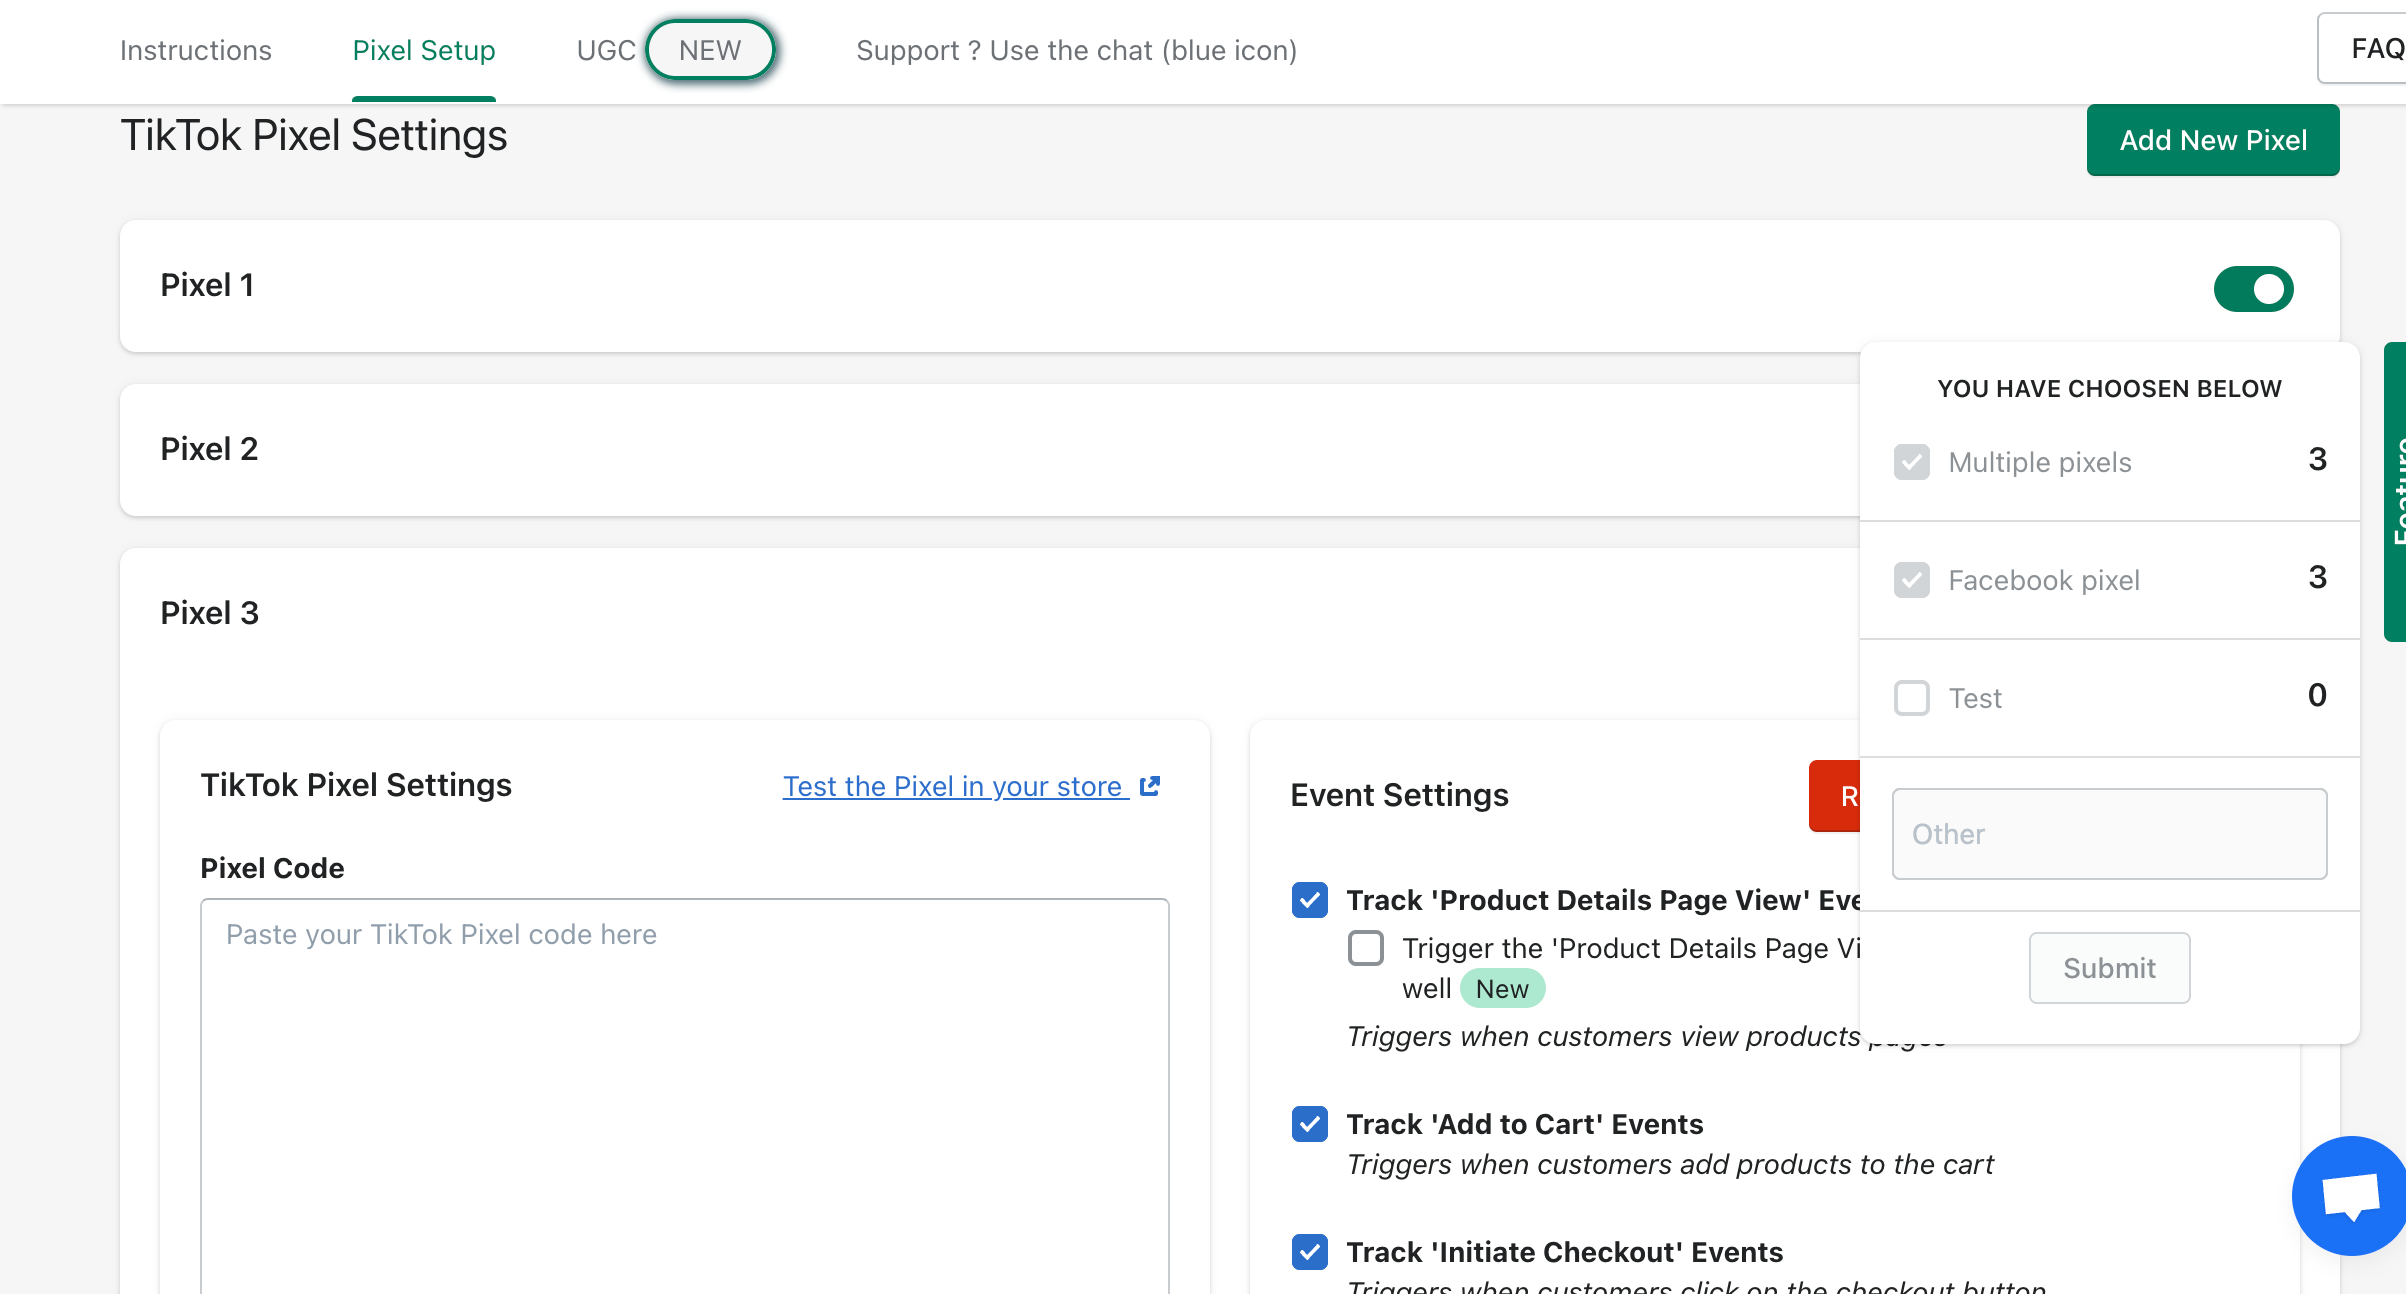 Instructions
Pixel Setup
UGC NEW
Support ? Use the chat (blue icon)
FAQ
TikTok Pixel Settings
Add New Pixel
Pixel 1
Pixel 2
Pixel 3
YOU HAVE CHOOSEN BELOW
Multiple pixels 3
Facebook pixel 3
Test 0
Other
Submit
Feature
TikTok Pixel Settings
Test the Pixel in your store
Pixel Code
Paste your TikTok Pixel code here
Event Settings
R
Track 'Product Details Page View' Eve
Trigger the 'Product Details Page Vi
well New
Triggers when customers view products pages
Track 'Add to Cart' Events
Triggers when customers add products to the cart
Track 'Initiate Checkout' Events
Triggers when customers click on the checkout button